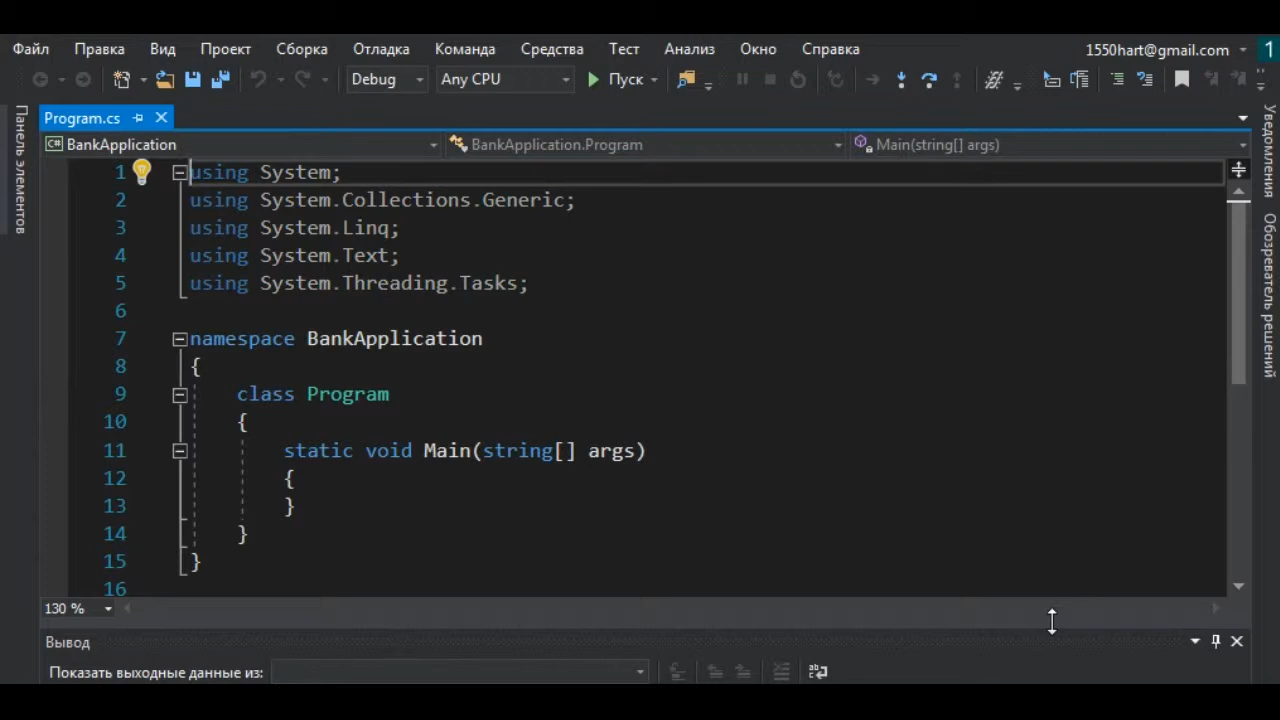 Файл Правка Вид Проект Сборка Отладка Команда Средства Тест Анализ Окно Справка 1550hart@gmail.com 1
Debug Any CPU Пуск
Панель элементов
Program.cs
BankApplication BankApplication.Program Main(string[] args)
1 using System;
2 using System.Collections.Generic;
3 using System.Linq;
4 using System.Text;
5 using System.Threading.Tasks;
6
7 namespace BankApplication
8 {
9 class Program
10 {
11 static void Main(string[] args)
12 {
13 }
14 }
15 }
16
130 %
Вывод
Показать выходные данные из:
Уведомления
Обозреватель решений